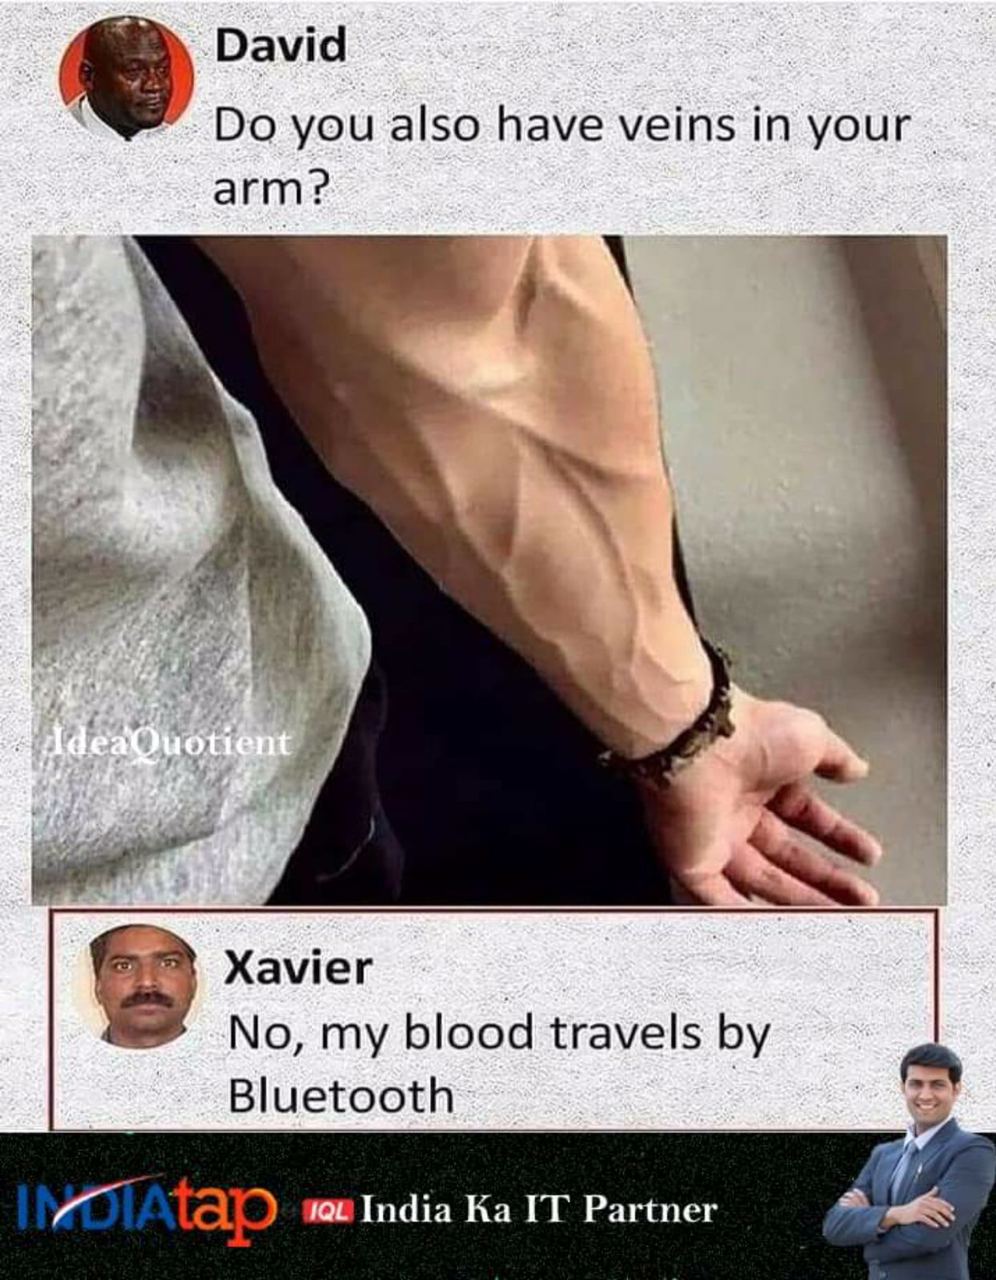 David
Do you also have veins in your
arm?
IdeaQuotient
Xavier
No, my blood travels by
Bluetooth
INDIAtap IQL India Ka IT Partner